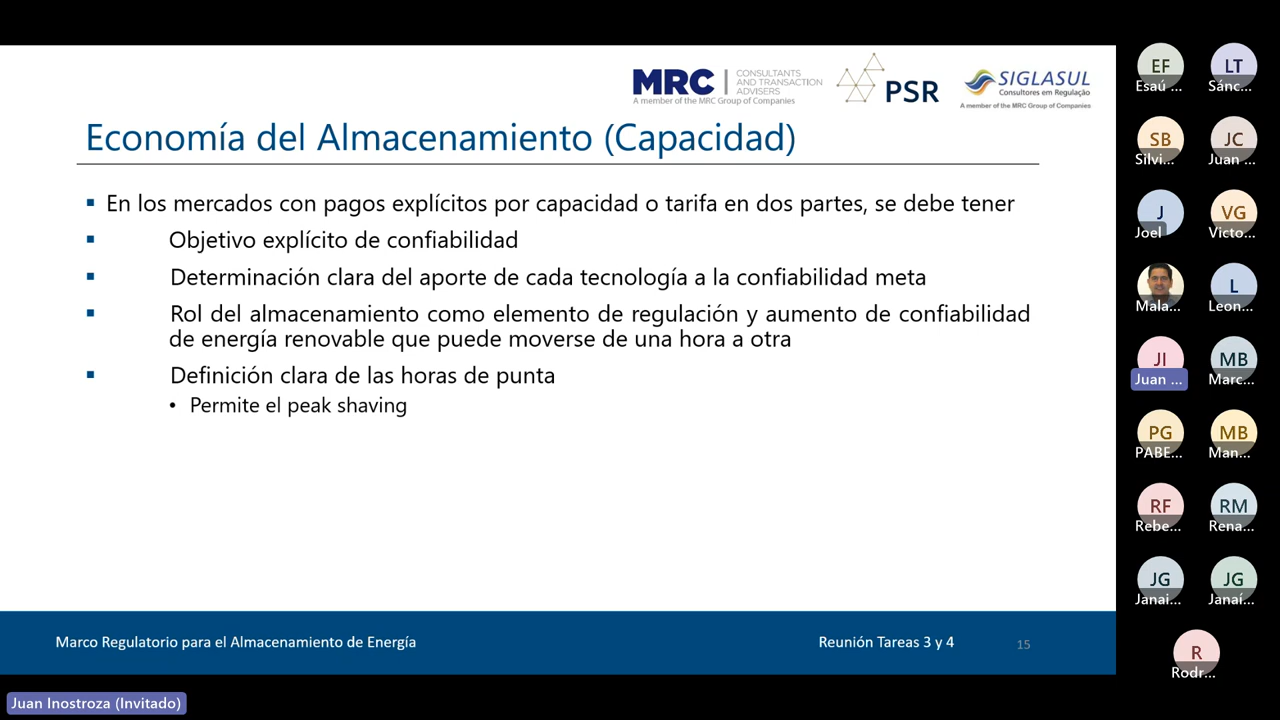 MRC
CONSULTANTS
AND TRANSACTION
ADVISERS
A member of the MRC Group of Companies
PSR
SIGLASUL
Consultores em Regulação
A member of the MRC Group of Companies
Economía del Almacenamiento (Capacidad)
En los mercados con pagos explícitos por capacidad o tarifa en dos partes, se debe tener
Objetivo explícito de confiabilidad
Determinación clara del aporte de cada tecnología a la confiabilidad meta
Rol del almacenamiento como elemento de regulación y aumento de confiabilidad
de energía renovable que puede moverse de una hora a otra
Definición clara de las horas de punta
• Permite el peak shaving
Marco Regulatorio para el Almacenamiento de Energía
Reunión Tareas 3 y 4
15
EF
Esaú ...
LT
Sánc...
SB
Silvi...
JC
Juan ...
J
Joel
VG
Victo...
Mala...
L
Leon...
JI
Juan ...
MB
Marc...
PG
PABE...
MB
Man...
RF
Rebe...
RM
Rena...
JG
Janai...
JG
Janaí...
R
Rodr...
Juan Inostroza (Invitado)